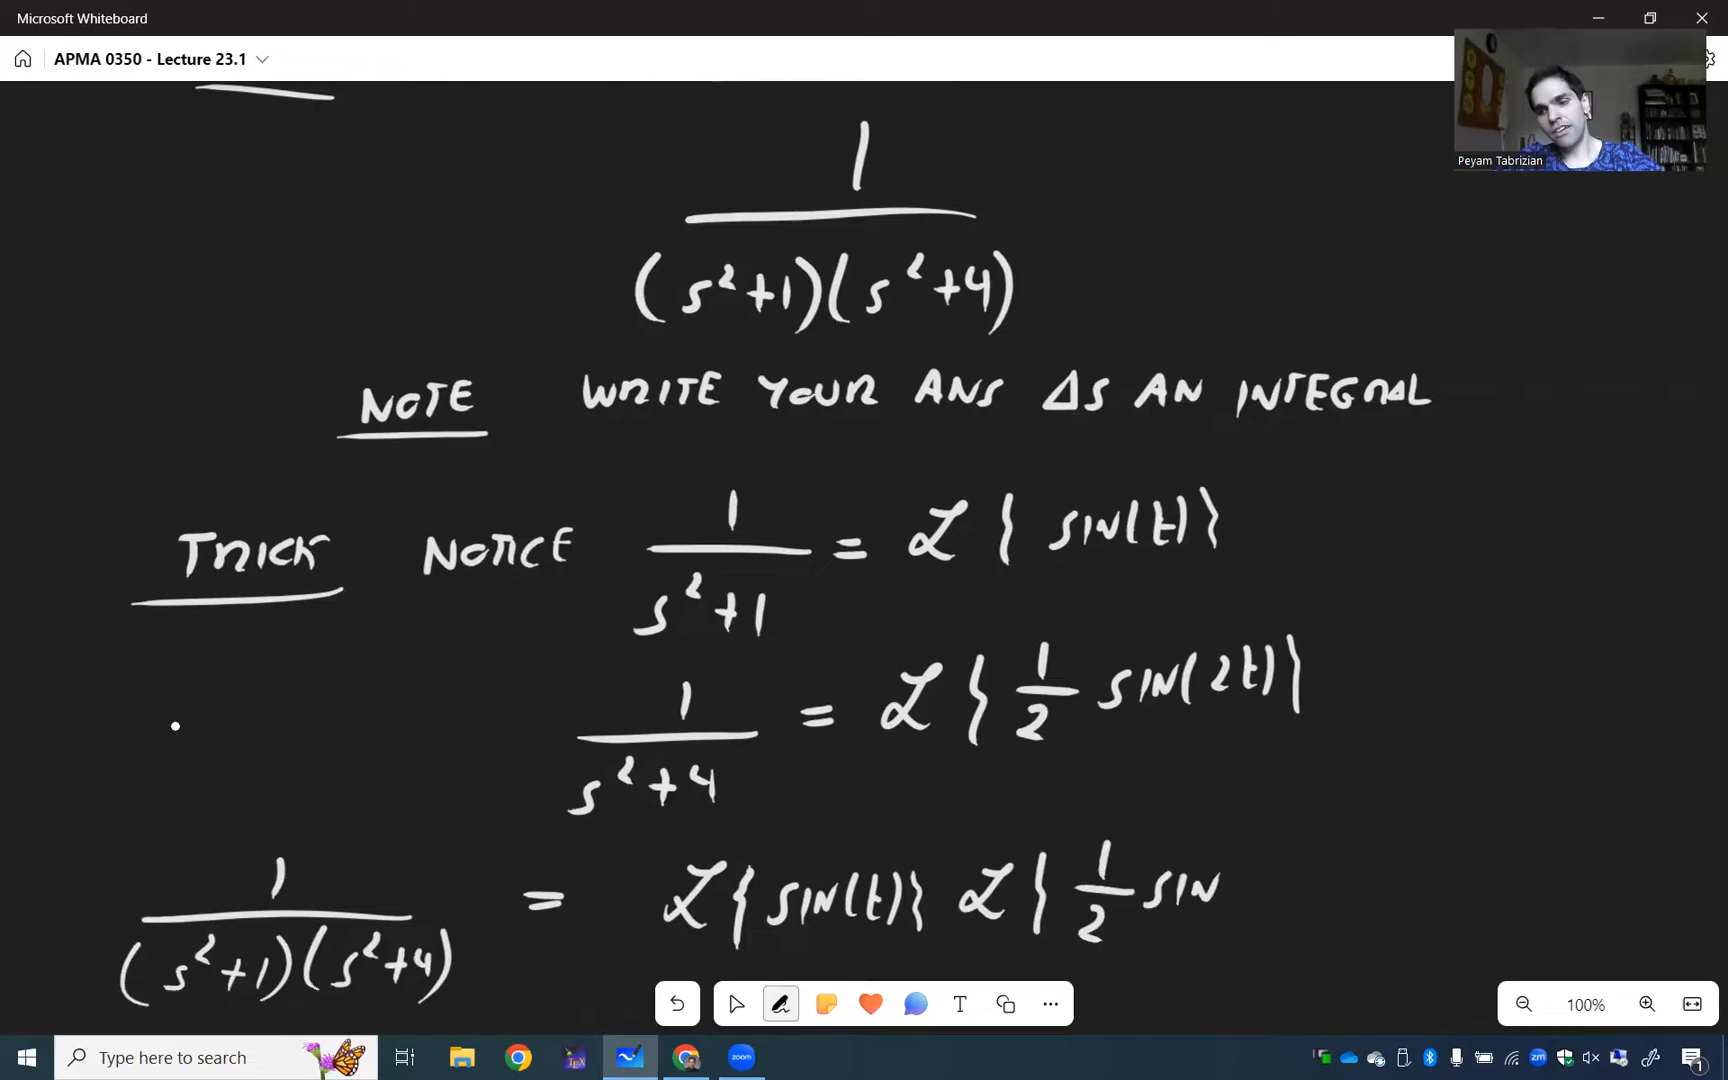 Microsoft Whiteboard
APMA 0350 - Lecture 23.1
Peyam Tabrizian
1
(s²+1)(s²+4)
NOTE WRITE YOUR ANS AS AN INTEGRAL
TRICK NOTICE 1/(s²+1) = ℒ{ SIN(t)}
1/(s²+4) = ℒ{ 1/2 SIN(2t)}
1/((s²+1)(s²+4)) = ℒ{SIN(t)} ℒ{ 1/2 SIN
100%
Type here to search